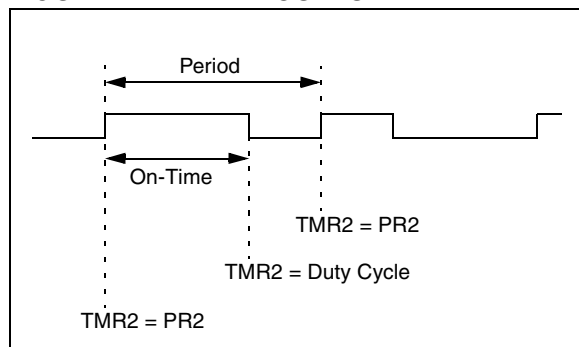 Period
On-Time
TMR2 = PR2
TMR2 = Duty Cycle
TMR2 = PR2